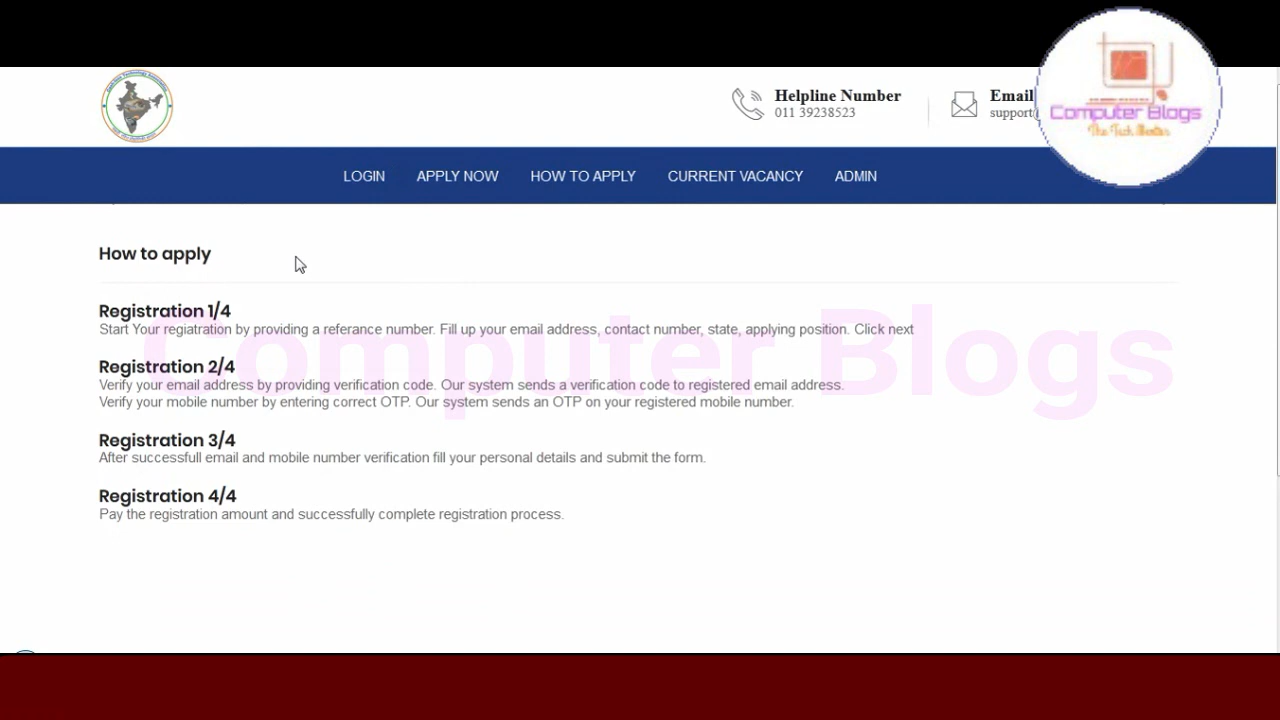 Helpline Number
011 39238523
Email
support
Computer Blogs
The Tech Mentor
LOGIN APPLY NOW HOW TO APPLY CURRENT VACANCY ADMIN
How to apply
Registration 1/4
Start Your regiatration by providing a referance number. Fill up your email address, contact number, state, applying position. Click next
Computer Blogs
Registration 2/4
Verify your email address by providing verification code. Our system sends a verification code to registered email address.
Verify your mobile number by entering correct OTP. Our system sends an OTP on your registered mobile number.
Registration 3/4
After successfull email and mobile number verification fill your personal details and submit the form.
Registration 4/4
Pay the registration amount and successfully complete registration process.